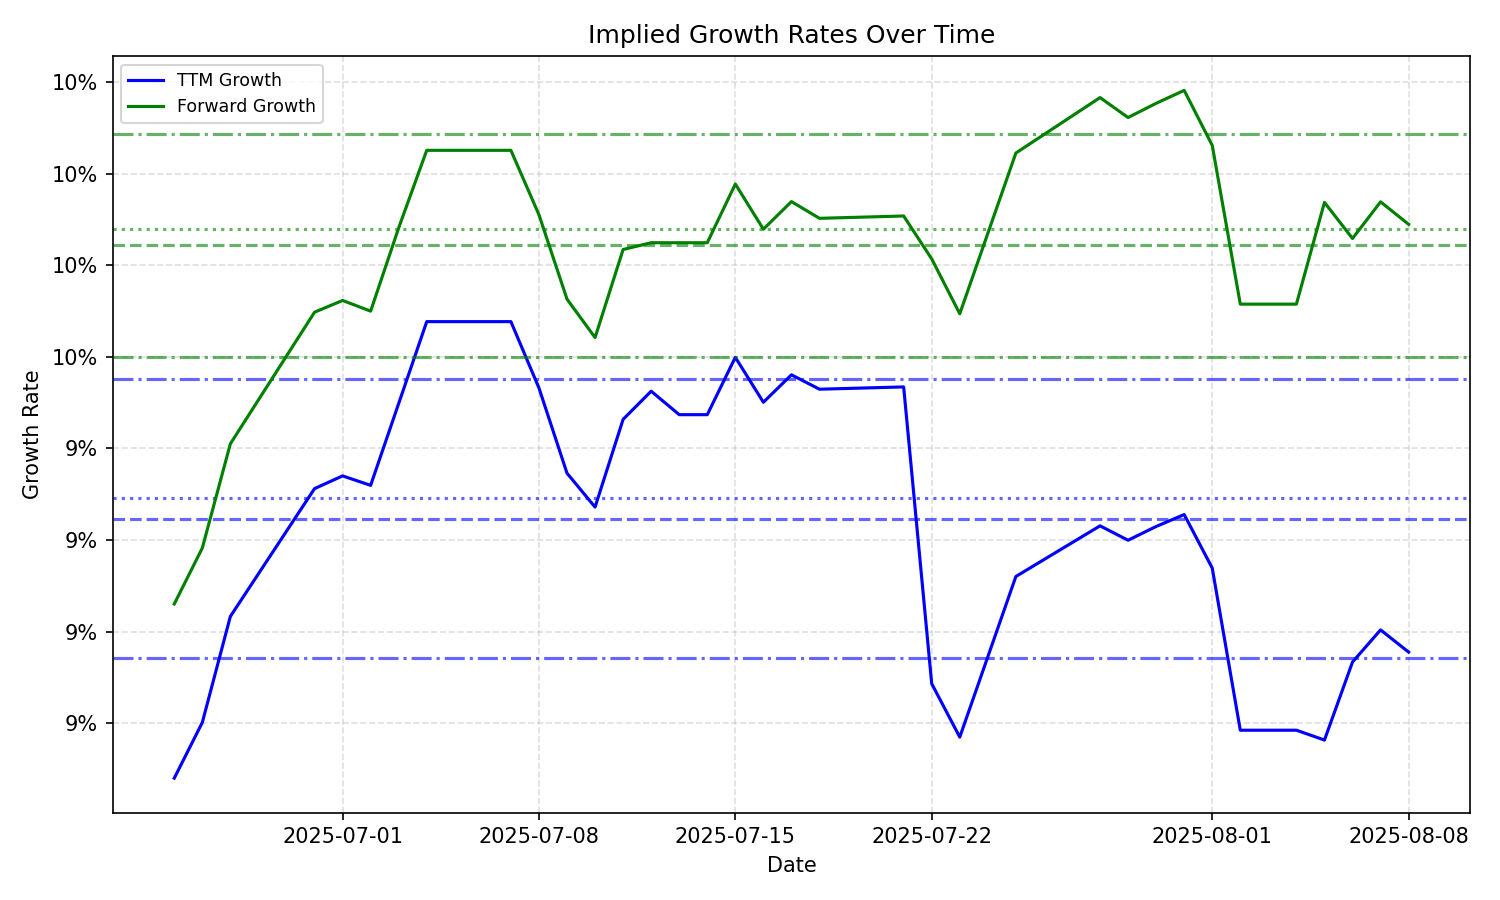 Implied Growth Rates Over Time
TTM Growth
Forward Growth
10%
10%
10%
10%
9%
9%
9%
9%
Growth Rate
2025-07-01
2025-07-08
2025-07-15
2025-07-22
2025-08-01
2025-08-08
Date